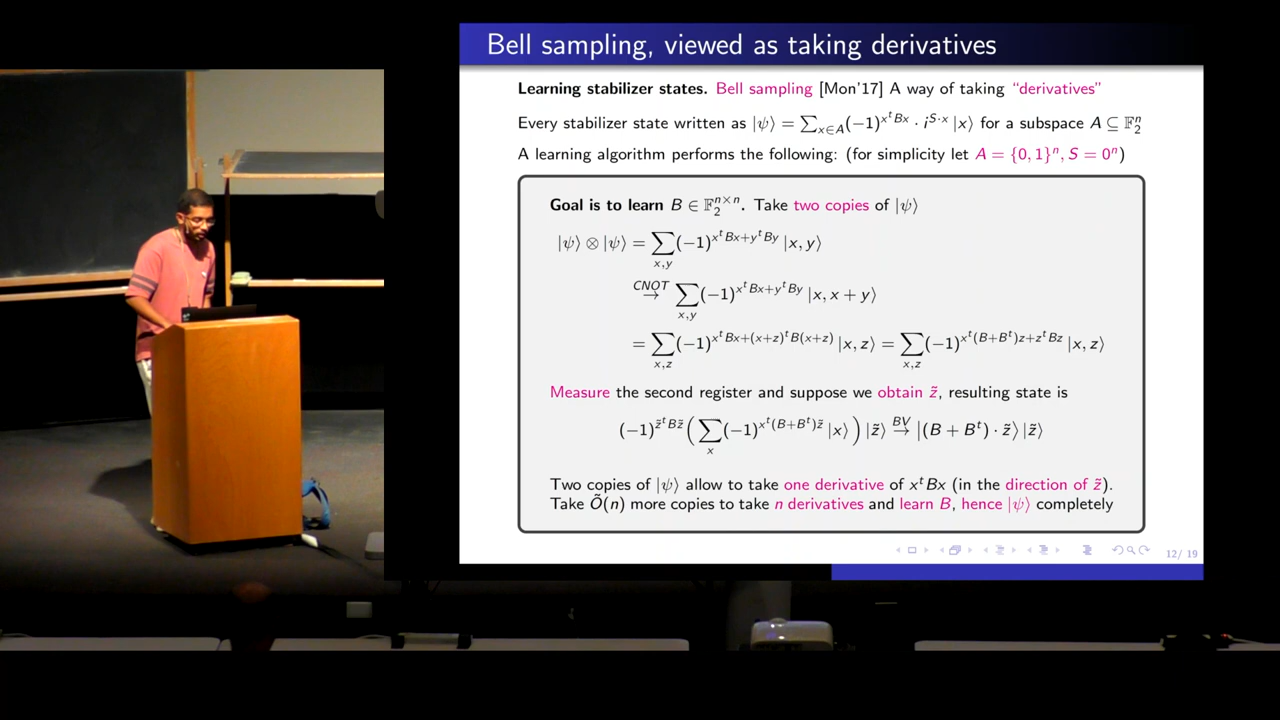 Bell sampling, viewed as taking derivatives
Learning stabilizer states. Bell sampling [Mon'17] A way of taking "derivatives"
Every stabilizer state written as |ψ⟩ = ∑_{x∈A}(−1)^{x^t Bx} · i^{S·x} |x⟩ for a subspace A ⊆ 𝔽_2^n
A learning algorithm performs the following: (for simplicity let A = {0, 1}^n, S = 0^n)
Goal is to learn B ∈ 𝔽_2^{n×n}. Take two copies of |ψ⟩
|ψ⟩ ⊗ |ψ⟩ = ∑_{x,y} (−1)^{x^t Bx+y^t By} |x, y⟩
CNOT→ ∑_{x,y} (−1)^{x^t Bx+y^t By} |x, x + y⟩
= ∑_{x,z} (−1)^{x^t Bx+(x+z)^t B(x+z)} |x, z⟩ = ∑_{x,z} (−1)^{x^t (B+B^t)z+z^t Bz} |x, z⟩
Measure the second register and suppose we obtain z̃, resulting state is
(−1)^{z̃^t Bz̃} ( ∑_x (−1)^{x^t (B+B^t)z̃} |x⟩ ) |z̃⟩ BV→ |(B + B^t) · z̃⟩ |z̃⟩
Two copies of |ψ⟩ allow to take one derivative of x^t Bx (in the direction of z̃).
Take Õ(n) more copies to take n derivatives and learn B, hence |ψ⟩ completely
12/ 19